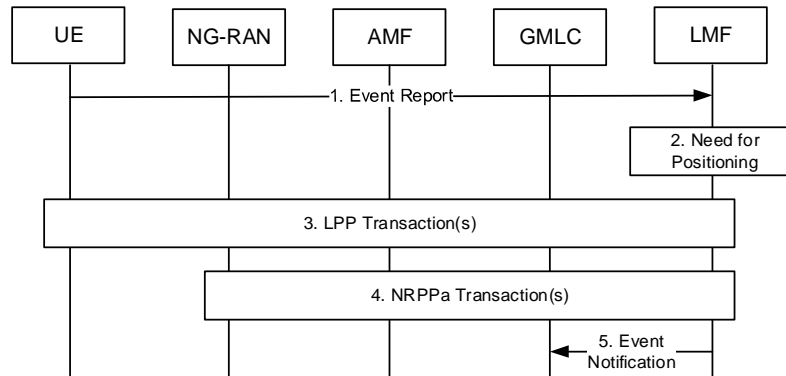 UE
NG-RAN
AMF
GMLC
LMF
1. Event Report
2. Need for
Positioning
3. LPP Transaction(s)
4. NRPPa Transaction(s)
5. Event
Notification